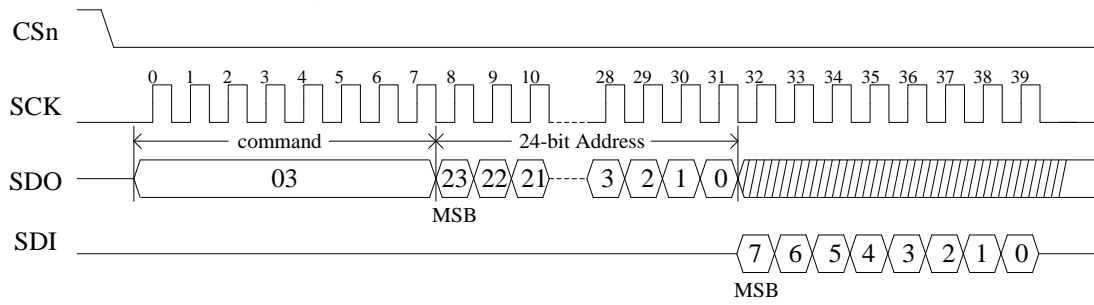 CSn
0 1 2 3 4 5 6 7 8 9 10 28 29 30 31 32 33 34 35 36 37 38 39
SCK
command 24-bit Address
SDO 03 23 22 21 3 2 1 0
MSB
SDI 7 6 5 4 3 2 1 0
MSB